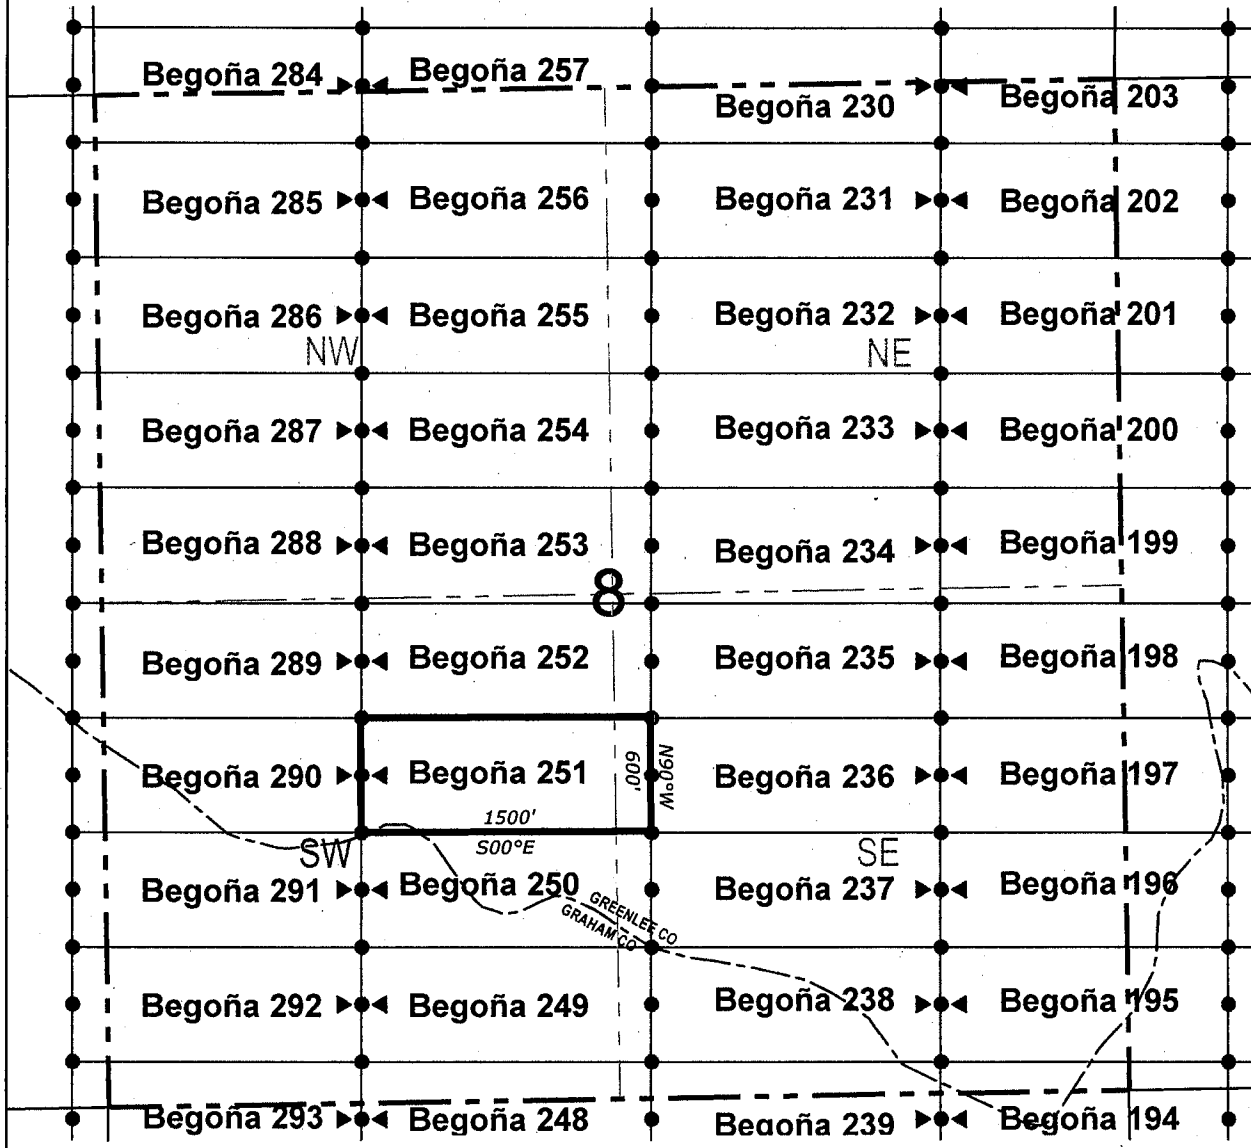 Begoña 284
Begoña 257
Begoña 230
Begoña 203
Begoña 285
Begoña 256
Begoña 231
Begoña 202
Begoña 286
Begoña 255
Begoña 232
Begoña 201
NW
NE
Begoña 287
Begoña 254
Begoña 233
Begoña 200
Begoña 288
Begoña 253
Begoña 234
Begoña 199
8
Begoña 289
Begoña 252
Begoña 235
Begoña 198
Begoña 290
Begoña 251
600'
N90°W
Begoña 236
Begoña 197
1500'
S00°E
SW
SE
Begoña 291
Begoña 250
Begoña 237
Begoña 196
GREENLEE CO
GRAHAM CO
Begoña 292
Begoña 249
Begoña 238
Begoña 195
Begoña 293
Begoña 248
Begoña 239
Begoña 194